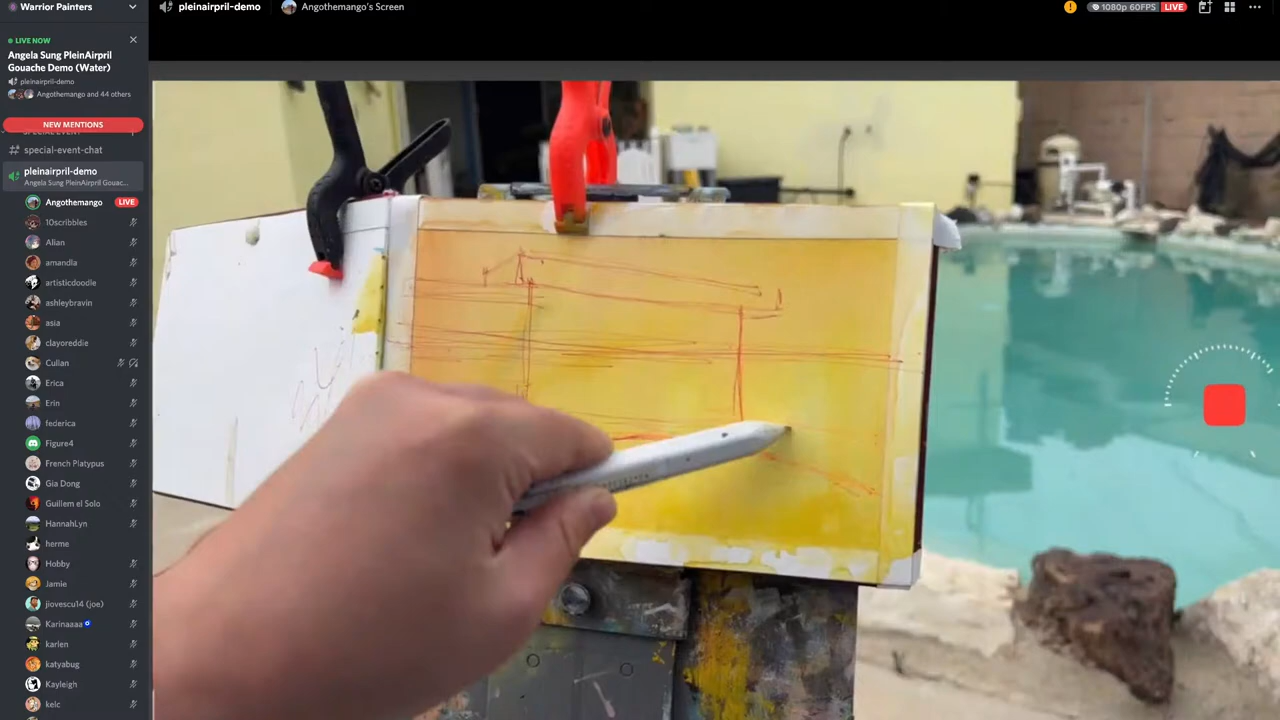 Warrior Painters
LIVE NOW
Angela Sung PleinAirpril
Gouache Demo (Water)
pleinairpril-demo
Angothemango and 44 others
NEW MENTIONS
SPECIAL EVENT
special-event-chat
pleinairpril-demo
Angela Sung PleinAirpril Gouac...
Angothemango LIVE
10scribbles
Alian
amandla
artisticdoodle
ashleybravin
asia
clayoreddie
Cullan
Erica
Erin
federica
Figure4
French Platypus
Gia Dong
Guillem el Solo
HannahLyn
herme
Hobby
Jamie
jiovescu14 (joe)
Karinaaaa
karlen
katyabug
Kayleigh
kelc
pleinairpril-demo Angothemango's Screen
1080p 60FPS LIVE